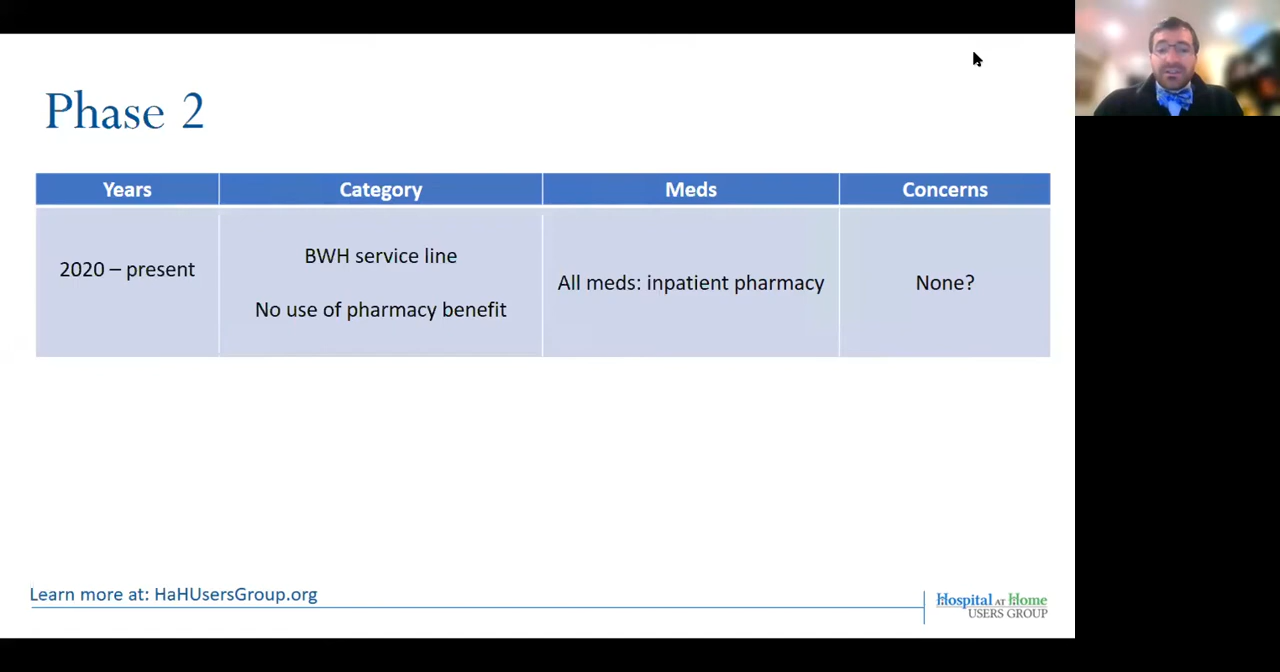 Phase 2
Years
Category
Meds
Concerns
2020 – present
BWH service line
No use of pharmacy benefit
All meds: inpatient pharmacy
None?
Learn more at: HaHUsersGroup.org
Hospital AT Home
USERS GROUP